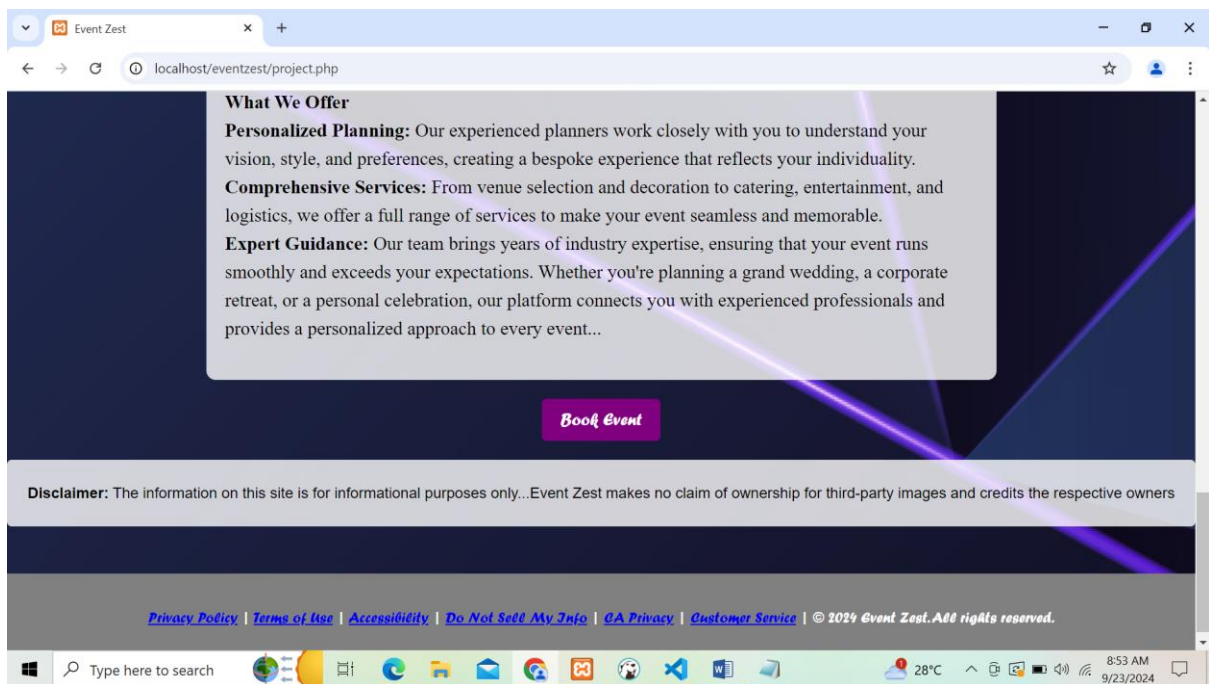 Event Zest
localhost/eventzest/project.php
What We Offer
Personalized Planning: Our experienced planners work closely with you to understand your
vision, style, and preferences, creating a bespoke experience that reflects your individuality.
Comprehensive Services: From venue selection and decoration to catering, entertainment, and
logistics, we offer a full range of services to make your event seamless and memorable.
Expert Guidance: Our team brings years of industry expertise, ensuring that your event runs
smoothly and exceeds your expectations. Whether you're planning a grand wedding, a corporate
retreat, or a personal celebration, our platform connects you with experienced professionals and
provides a personalized approach to every event...
Book Event
Disclaimer: The information on this site is for informational purposes only...Event Zest makes no claim of ownership for third-party images and credits the respective owners
Privacy Policy | Terms of Use | Accessibility | Do Not Sell My Info | CA Privacy | Customer Service | © 2024 Event Zest.All rights reserved.
Type here to search
28°C
8:53 AM
9/23/2024